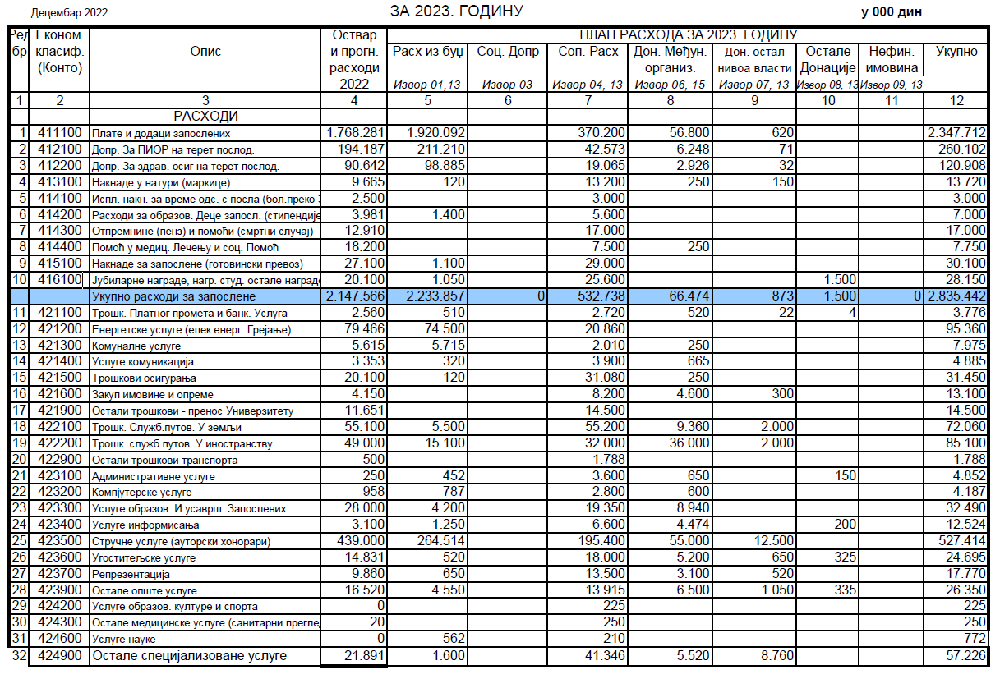 Децембар 2022 ЗА 2023. ГОДИНУ у 000 дин
Ред Економ. Оствар ПЛАН РАСХОДА ЗА 2023. ГОДИНУ
бр класиф. Опис и прогн. Расх из буџ Соц. Допр Соп. Расх Дон. Међун. Дон. остал Остале Нефин. Укупно
(Конто) расходи организ. нивоа власти Донације имовина
2022 Извор 01,13 Извор 03 Извор 04, 13 Извор 06, 15 Извор 07, 13 Извор 08, 13 Извор 09, 13
1 2 3 4 5 6 7 8 9 10 11 12
РАСХОДИ
1 411100 Плате и додаци запослених 1.768.281 1.920.092 370.200 56.800 620 2.347.712
2 412100 Допр. За ПИОР на терет послод. 194.187 211.210 42.573 6.248 71 260.102
3 412200 Допр. За здрав. осиг на терет послод. 90.642 98.885 19.065 2.926 32 120.908
4 413100 Накнаде у натури (маркице) 9.665 120 13.200 250 150 13.720
5 414100 Испл. накн. за време одс. с посла (бол.преко 2.500 3.000 3.000
6 414200 Расходи за образов. Деце запосл. (стипендије 3.981 1.400 5.600 7.000
7 414300 Отпремнине (пенз) и помоћи (смртни случај) 12.910 17.000 17.000
8 414400 Помоћ у медиц. Лечењу и соц. Помоћ 18.200 7.500 250 7.750
9 415100 Накнаде за запослене (готовински превоз) 27.100 1.100 29.000 30.100
10 416100 Јубиларне награде, нагр. студ. остале награде 20.100 1.050 25.600 1.500 28.150
Укупно расходи за запослене 2.147.566 2.233.857 0 532.738 66.474 873 1.500 0 2.835.442
11 421100 Трошк. Платног промета и банк. Услуга 2.560 510 2.720 520 22 4 3.776
12 421200 Енергетске услуге (елек.енерг. Грејање) 79.466 74.500 20.860 95.360
13 421300 Комуналне услуге 5.615 5.715 2.010 250 7.975
14 421400 Услуге комуникација 3.353 320 3.900 665 4.885
15 421500 Трошкови осигурања 20.100 120 31.080 250 31.450
16 421600 Закуп имовине и опреме 4.150 8.200 4.600 300 13.100
17 421900 Остали трошкови - пренос Универзитету 11.651 14.500 14.500
18 422100 Трошк. Служб.путов. У земљи 55.100 5.500 55.200 9.360 2.000 72.060
19 422200 Трошк. служб.путов. У иностранству 49.000 15.100 32.000 36.000 2.000 85.100
20 422900 Остали трошкови транспорта 500 1.788 1.788
21 423100 Административне услуге 250 452 3.600 650 150 4.852
22 423200 Компјутерске услуге 958 787 2.800 600 4.187
23 423300 Услуге образов. И усаврш. Запослених 28.000 4.200 19.350 8.940 32.490
24 423400 Услуге информисања 3.100 1.250 6.600 4.474 200 12.524
25 423500 Стручне услуге (ауторски хонорари) 439.000 264.514 195.400 55.000 12.500 527.414
26 423600 Угоститељске услуге 14.831 520 18.000 5.200 650 325 24.695
27 423700 Репрезентација 9.860 650 13.500 3.100 520 17.770
28 423900 Остале опште услуге 16.520 4.550 13.915 6.500 1.050 335 26.350
29 424200 Услуге образов. културе и спорта 0 225 225
30 424300 Остале медицинске услуге (санитарни преглед 20 250 250
31 424600 Услуге науке 0 562 210 772
32 424900 Остале специјализоване услуге 21.891 1.600 41.346 5.520 8.760 57.226